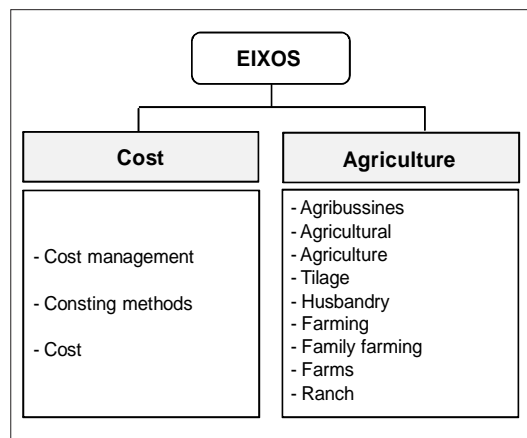 EIXOS
Cost
- Cost management
- Consting methods
- Cost
Agriculture
- Agribussines
- Agricultural
- Agriculture
- Tilage
- Husbandry
- Farming
- Family farming
- Farms
- Ranch